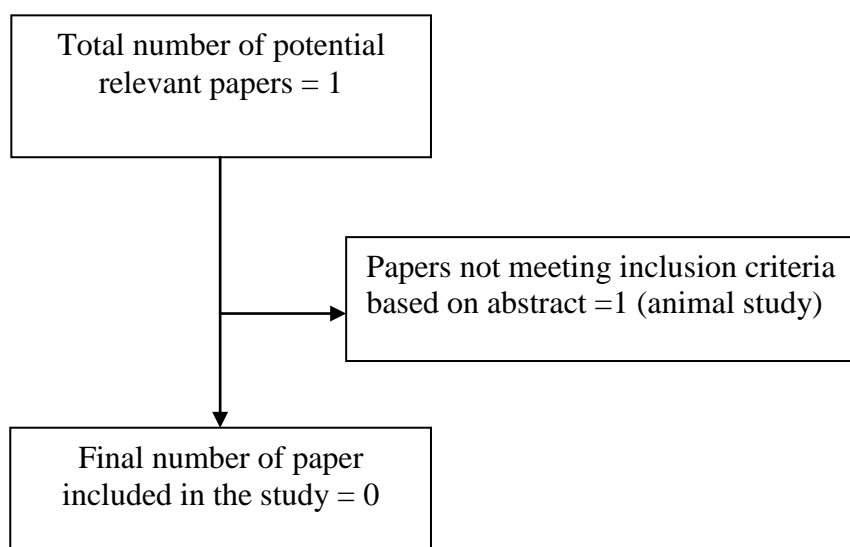 Total number of potential
relevant papers = 1
Papers not meeting inclusion criteria
based on abstract =1 (animal study)
Final number of paper
included in the study = 0